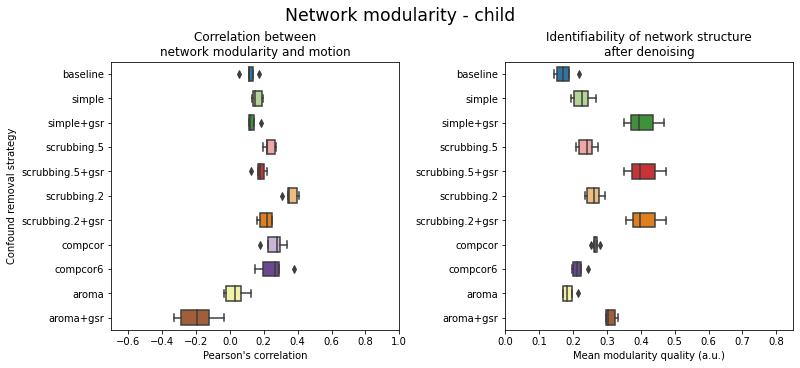 Network modularity - child
Correlation between
network modularity and motion
Confound removal strategy
baseline
simple
simple+gsr
scrubbing.5
scrubbing.5+gsr
scrubbing.2
scrubbing.2+gsr
compcor
compcor6
aroma
aroma+gsr
−0.6 −0.4 −0.2 0.0 0.2 0.4 0.6 0.8 1.0
Pearson's correlation
Identifiability of network structure
after denoising
baseline
simple
simple+gsr
scrubbing.5
scrubbing.5+gsr
scrubbing.2
scrubbing.2+gsr
compcor
compcor6
aroma
aroma+gsr
0.0 0.1 0.2 0.3 0.4 0.5 0.6 0.7 0.8
Mean modularity quality (a.u.)